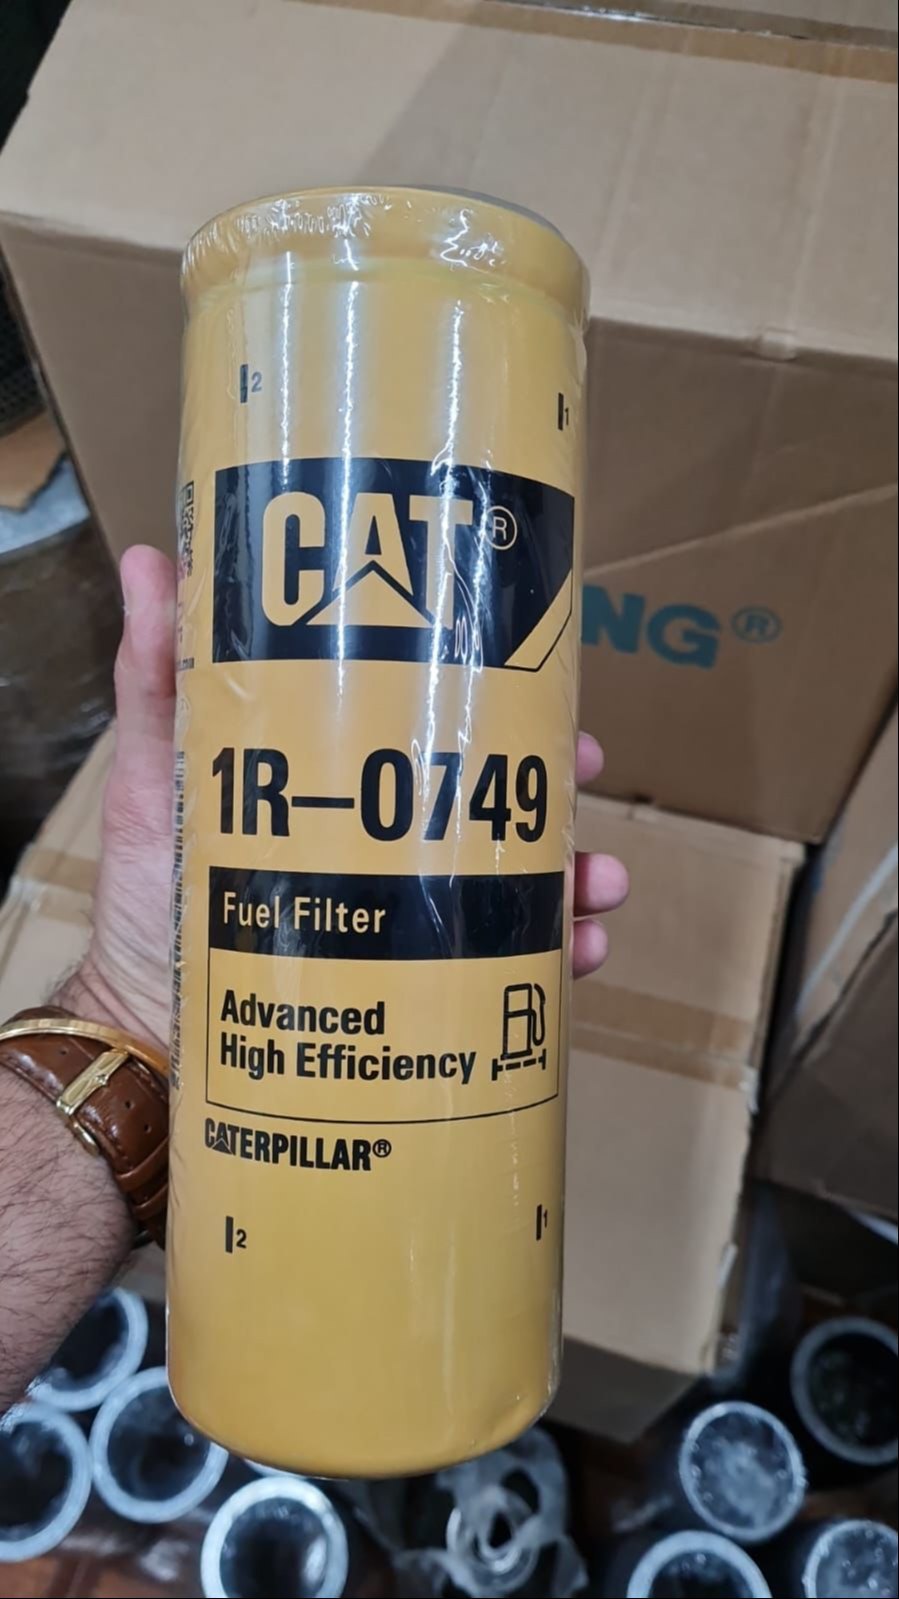 2
1
CAT®
NG®
1R-0749
Fuel Filter
Advanced
High Efficiency
CATERPILLAR®
2
1